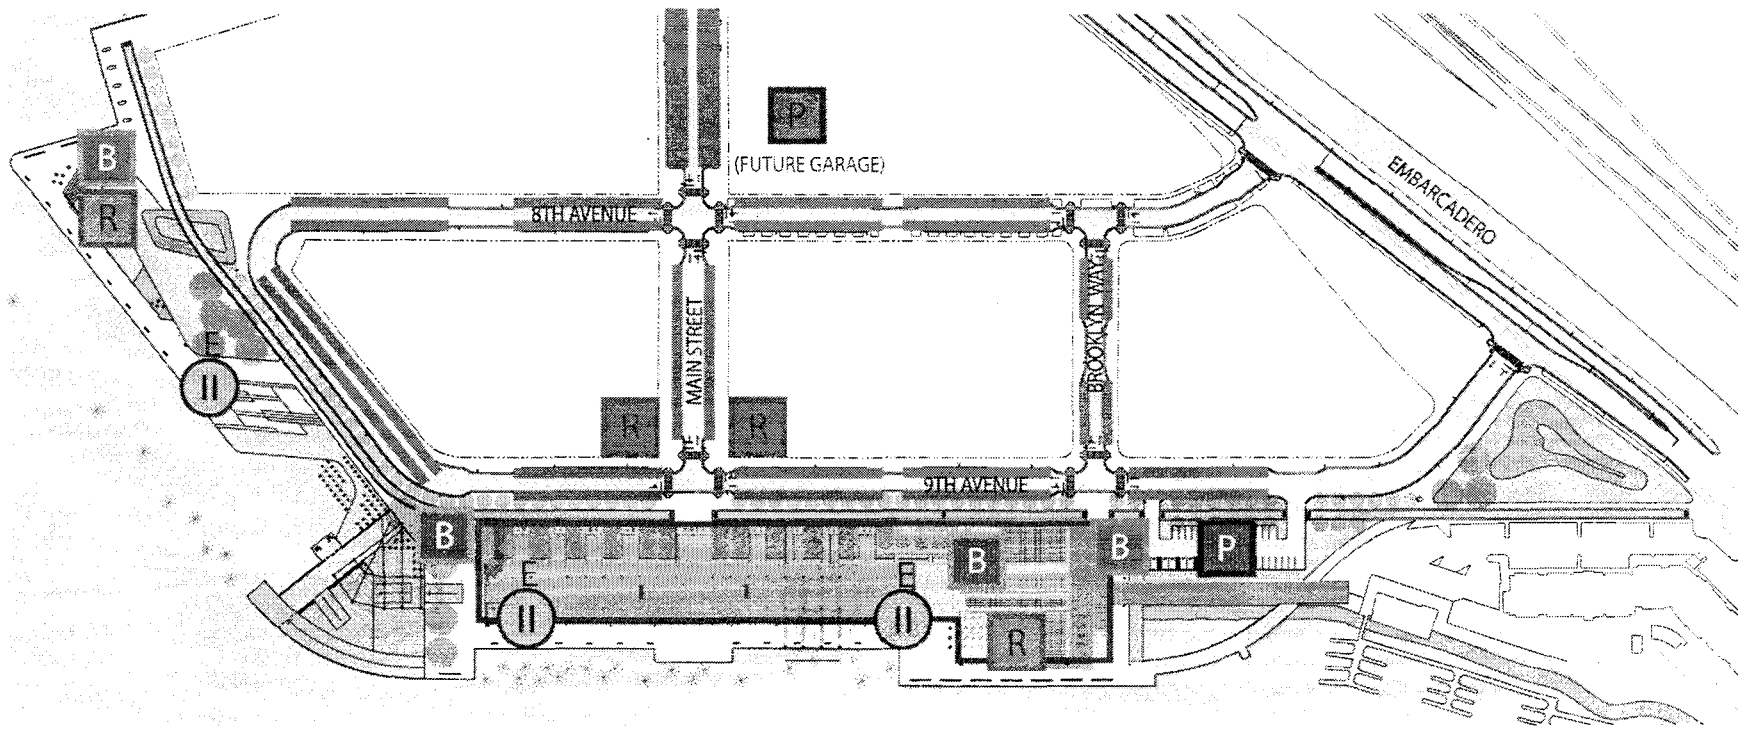 P
(FUTURE GARAGE)
EMBARCADERO
B
R
8TH AVENUE
MAIN STREET
BROOKLYN WAY
E
II
R
R
9TH AVENUE
B
B
B
P
E
II
E
II
R